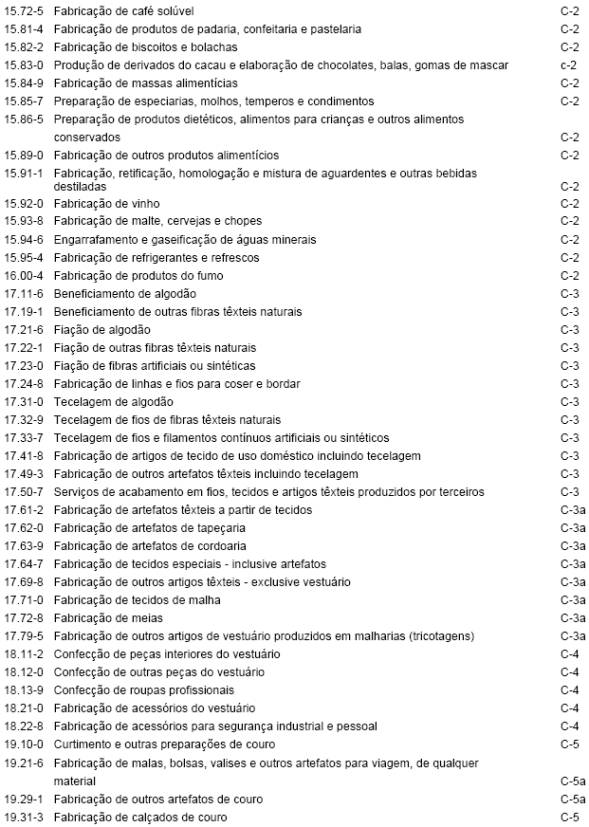 15.72-5 Fabricação de café solúvel C-2
15.81-4 Fabricação de produtos de padaria, confeitaria e pastelaria C-2
15.82-2 Fabricação de biscoitos e bolachas C-2
15.83-0 Produção de derivados do cacau e elaboração de chocolates, balas, gomas de mascar c-2
15.84-9 Fabricação de massas alimentícias C-2
15.85-7 Preparação de especiarias, molhos, temperos e condimentos C-2
15.86-5 Preparação de produtos dietéticos, alimentos para crianças e outros alimentos
conservados C-2
15.89-0 Fabricação de outros produtos alimentícios C-2
15.91-1 Fabricação, retificação, homologação e mistura de aguardentes e outras bebidas
destiladas C-2
15.92-0 Fabricação de vinho C-2
15.93-8 Fabricação de malte, cervejas e chopes C-2
15.94-6 Engarrafamento e gaseificação de águas minerais C-2
15.95-4 Fabricação de refrigerantes e refrescos C-2
16.00-4 Fabricação de produtos do fumo C-2
17.11-6 Beneficiamento de algodão C-3
17.19-1 Beneficiamento de outras fibras têxteis naturais C-3
17.21-6 Fiação de algodão C-3
17.22-1 Fiação de outras fibras têxteis naturais C-3
17.23-0 Fiação de fibras artificiais ou sintéticas C-3
17.24-8 Fabricação de linhas e fios para coser e bordar C-3
17.31-0 Tecelagem de algodão C-3
17.32-9 Tecelagem de fios de fibras têxteis naturais C-3
17.33-7 Tecelagem de fios e filamentos contínuos artificiais ou sintéticos C-3
17.41-8 Fabricação de artigos de tecido de uso doméstico incluindo tecelagem C-3
17.49-3 Fabricação de outros artefatos têxteis incluindo tecelagem C-3
17.50-7 Serviços de acabamento em fios, tecidos e artigos têxteis produzidos por terceiros C-3
17.61-2 Fabricação de artefatos têxteis a partir de tecidos C-3a
17.62-0 Fabricação de artefatos de tapeçaria C-3a
17.63-9 Fabricação de artefatos de cordoaria C-3a
17.64-7 Fabricação de tecidos especiais - inclusive artefatos C-3a
17.69-8 Fabricação de outros artigos têxteis - exclusive vestuário C-3a
17.71-0 Fabricação de tecidos de malha C-3a
17.72-8 Fabricação de meias C-3a
17.79-5 Fabricação de outros artigos de vestuário produzidos em malharias (tricotagens) C-3a
18.11-2 Confecção de peças interiores do vestuário C-4
18.12-0 Confecção de outras peças do vestuário C-4
18.13-9 Confecção de roupas profissionais C-4
18.21-0 Fabricação de acessórios do vestuário C-4
18.22-8 Fabricação de acessórios para segurança industrial e pessoal C-4
19.10-0 Curtimento e outras preparações de couro C-5
19.21-6 Fabricação de malas, bolsas, valises e outros artefatos para viagem, de qualquer
material C-5a
19.29-1 Fabricação de outros artefatos de couro C-5a
19.31-3 Fabricação de calçados de couro C-5